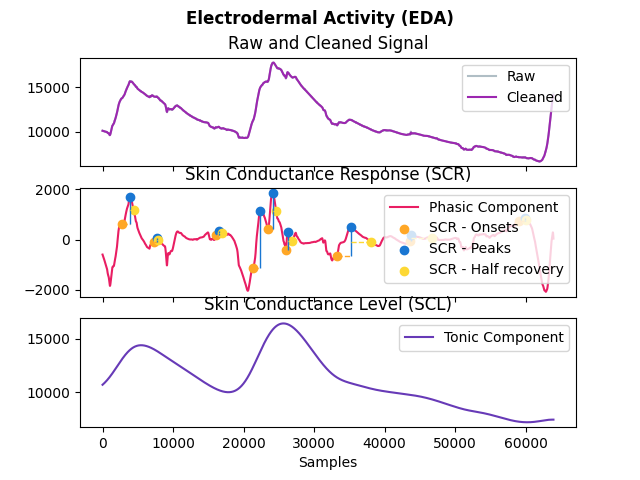 Electrodermal Activity (EDA)
Raw and Cleaned Signal
15000
10000
Raw
Cleaned
Skin Conductance Response (SCR)
2000
0
−2000
Phasic Component
SCR - Onsets
SCR - Peaks
SCR - Half recovery
Skin Conductance Level (SCL)
15000
10000
Tonic Component
0 10000 20000 30000 40000 50000 60000
Samples